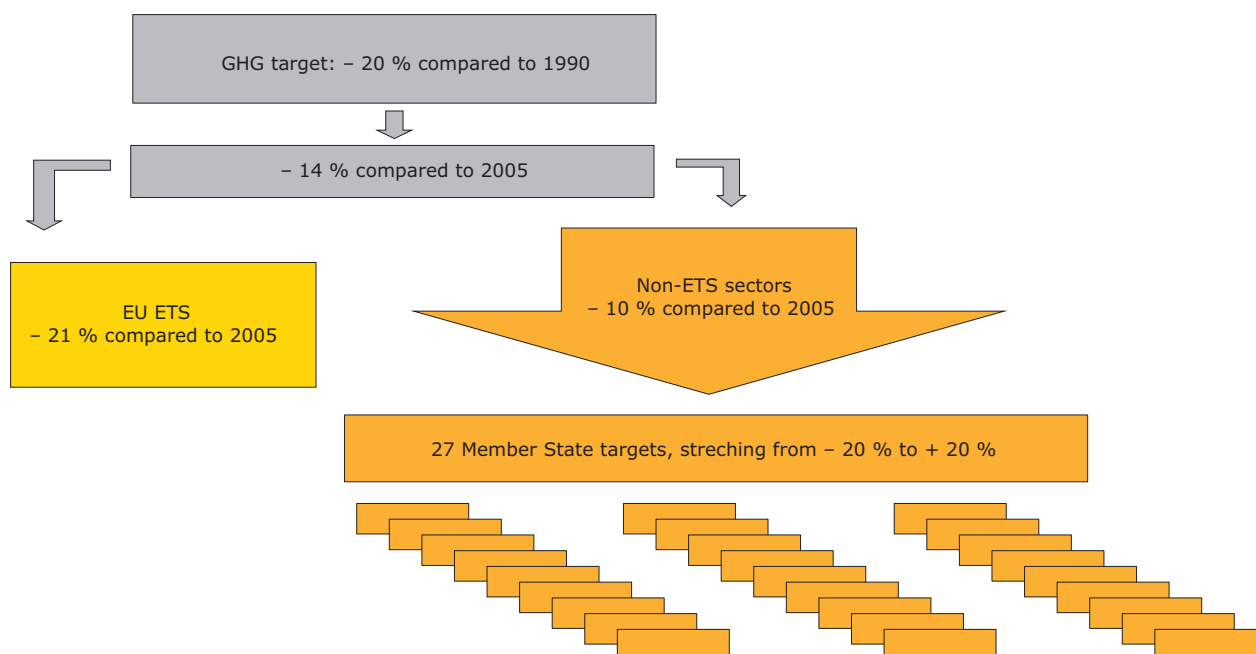 GHG target: – 20 % compared to 1990
– 14 % compared to 2005
EU ETS
– 21 % compared to 2005
Non-ETS sectors
– 10 % compared to 2005
27 Member State targets, streching from – 20 % to + 20 %